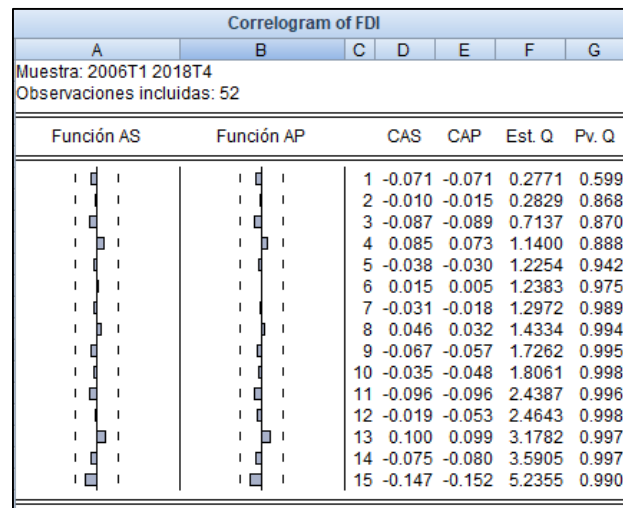 Correlogram of FDI
A B C D E F G
Muestra: 2006T1 2018T4
Observaciones incluidas: 52
Función AS Función AP CAS CAP Est. Q Pv. Q
1 -0.071 -0.071 0.2771 0.599
2 -0.010 -0.015 0.2829 0.868
3 -0.087 -0.089 0.7137 0.870
4 0.085 0.073 1.1400 0.888
5 -0.038 -0.030 1.2254 0.942
6 0.015 0.005 1.2383 0.975
7 -0.031 -0.018 1.2972 0.989
8 0.046 0.032 1.4334 0.994
9 -0.067 -0.057 1.7262 0.995
10 -0.035 -0.048 1.8061 0.998
11 -0.096 -0.096 2.4387 0.996
12 -0.019 -0.053 2.4643 0.998
13 0.100 0.099 3.1782 0.997
14 -0.075 -0.080 3.5905 0.997
15 -0.147 -0.152 5.2355 0.990